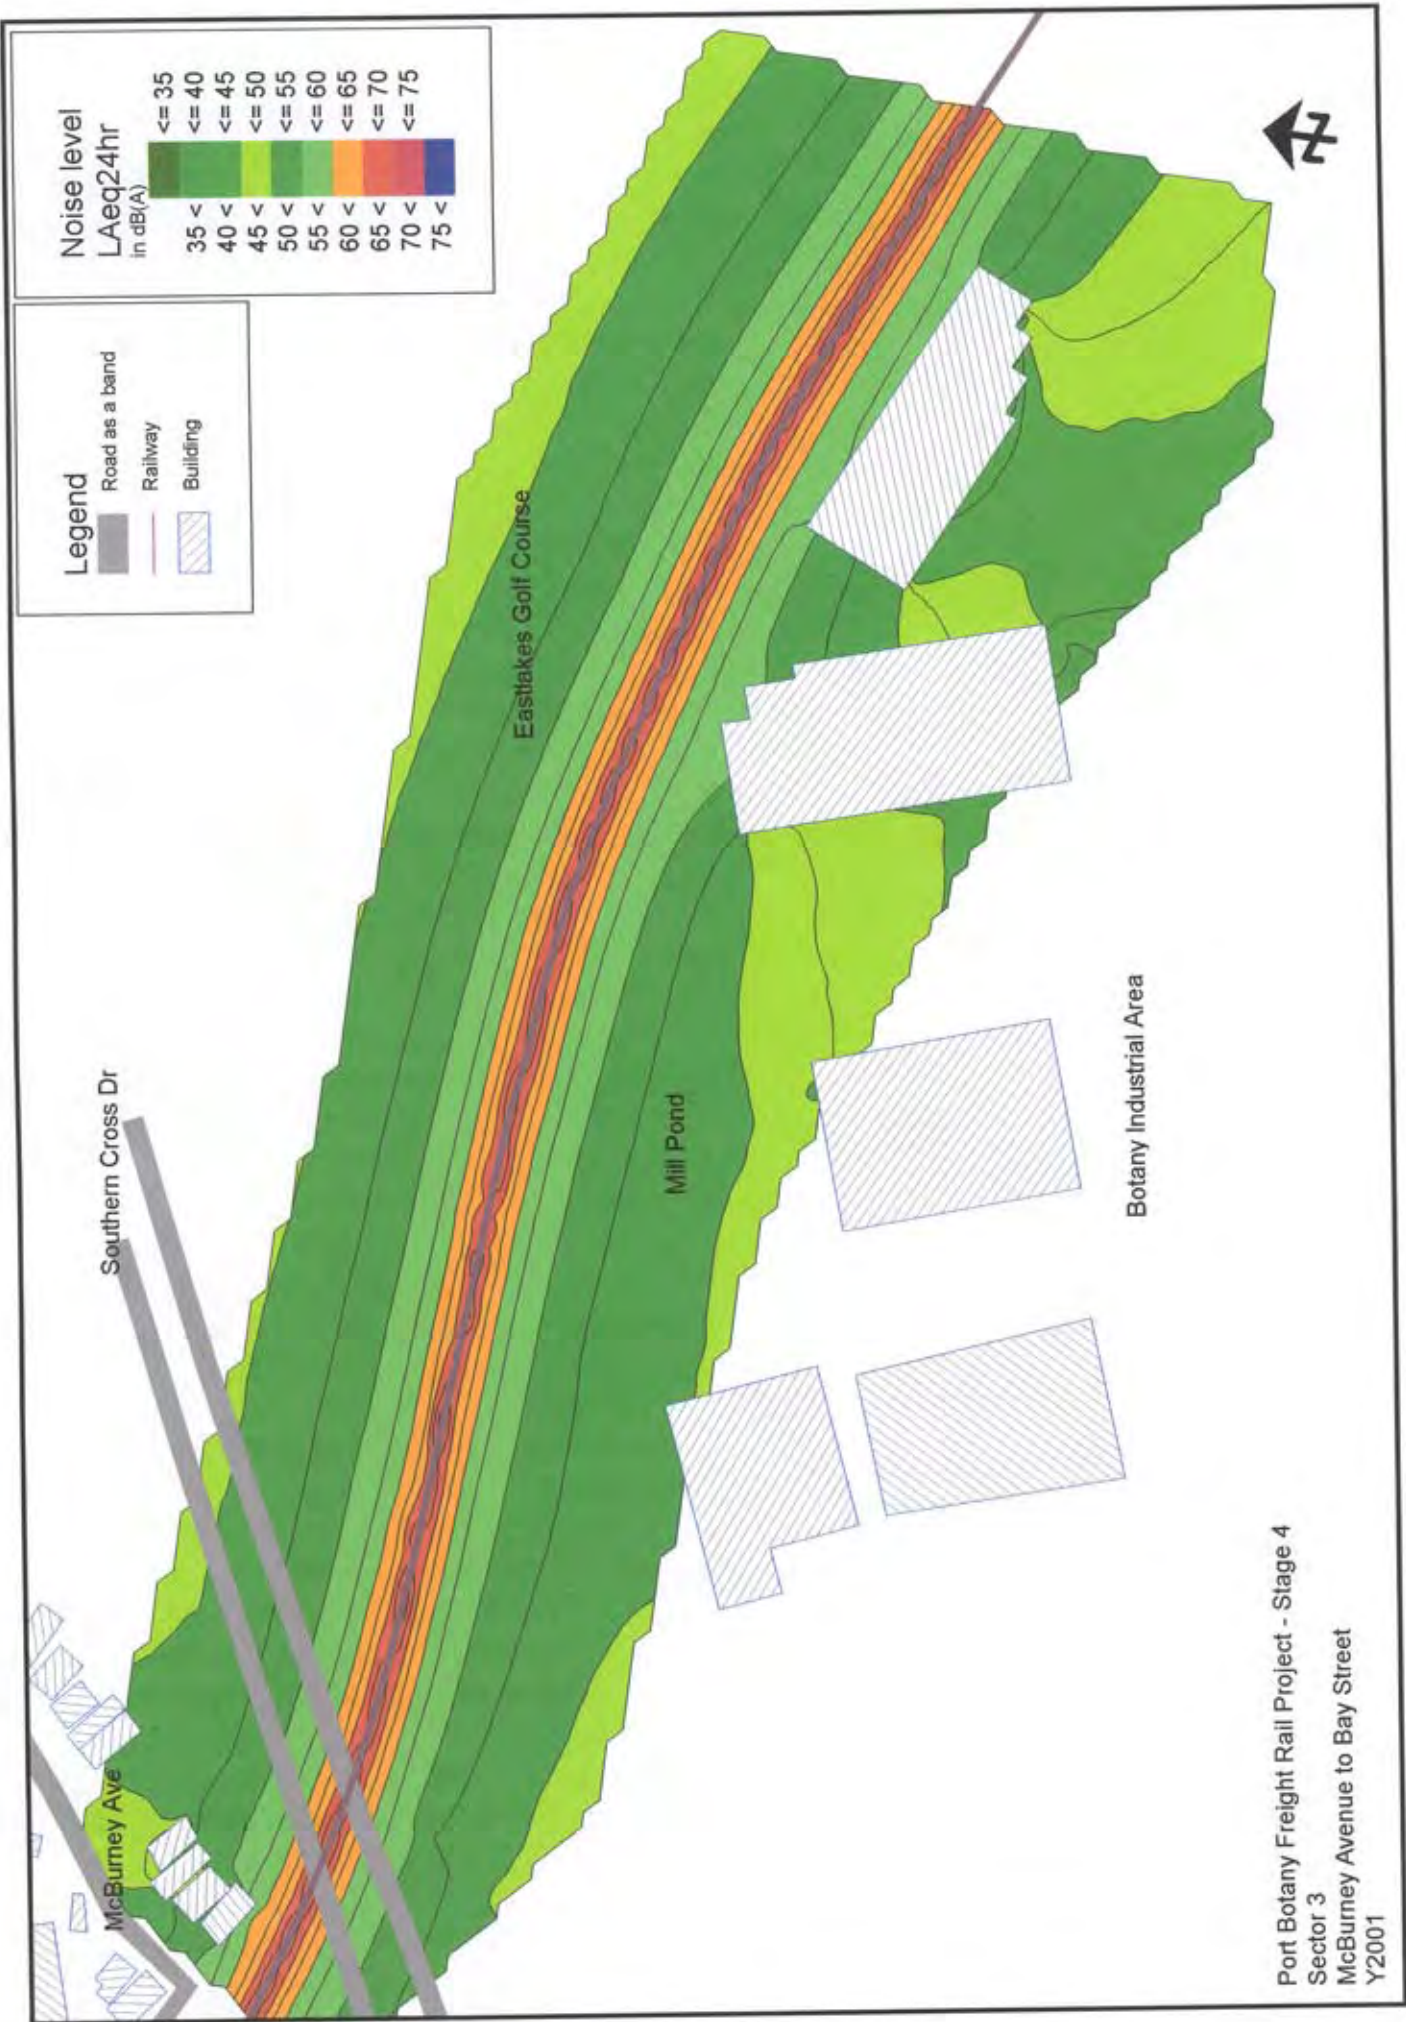 Noise level
LAeq24hr
in dB(A)
<= 35
35 < <= 40
40 < <= 45
45 < <= 50
50 < <= 55
55 < <= 60
60 < <= 65
65 < <= 70
70 < <= 75
75 <
Legend
Road as a band
Railway
Building
Southern Cross Dr
McBurney Ave
Eastlakes Golf Course
Mill Pond
Botany Industrial Area
N
Port Botany Freight Rail Project - Stage 4
Sector 3
McBurney Avenue to Bay Street
Y2001